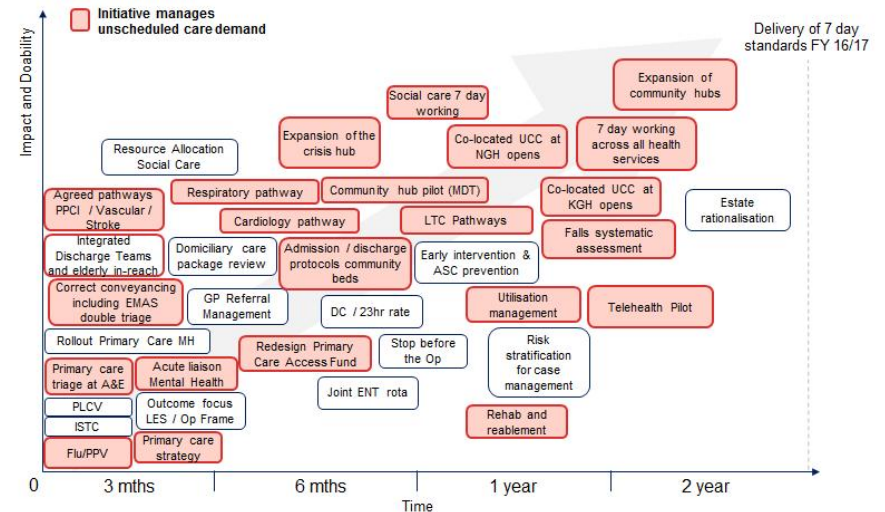 Initiative manages
unscheduled care demand
Delivery of 7 day
standards FY 16/17
Impact and Doability
Expansion of
community hubs
Social care 7 day
working
Expansion of the
crisis hub
Co-located UCC at
NGH opens
7 day working
across all health
services
Resource Allocation
Social Care
Agreed pathways
PPCI / Vascular /
Stroke
Respiratory pathway
Community hub pilot (MDT)
Co-located UCC at
KGH opens
Estate
rationalisation
Cardiology pathway
LTC Pathways
Falls systematic
assessment
Integrated
Discharge Teams
and elderly in-reach
Domiciliary care
package review
Admission / discharge
protocols community
beds
Early intervention &
ASC prevention
Correct conveyancing
including EMAS
double triage
GP Referral
Management
DC / 23hr rate
Utilisation
management
Telehealth Pilot
Rollout Primary Care MH
Redesign Primary
Care Access Fund
Stop before
the Op
Risk
stratification
for case
management
Primary care
triage at A&E
Acute liaison
Mental Health
Joint ENT rota
PLCV
Outcome focus
LES / Op Frame
ISTC
Rehab and
reablement
Flu/PPV
Primary care
strategy
0
3 mths
6 mths
1 year
2 year
Time